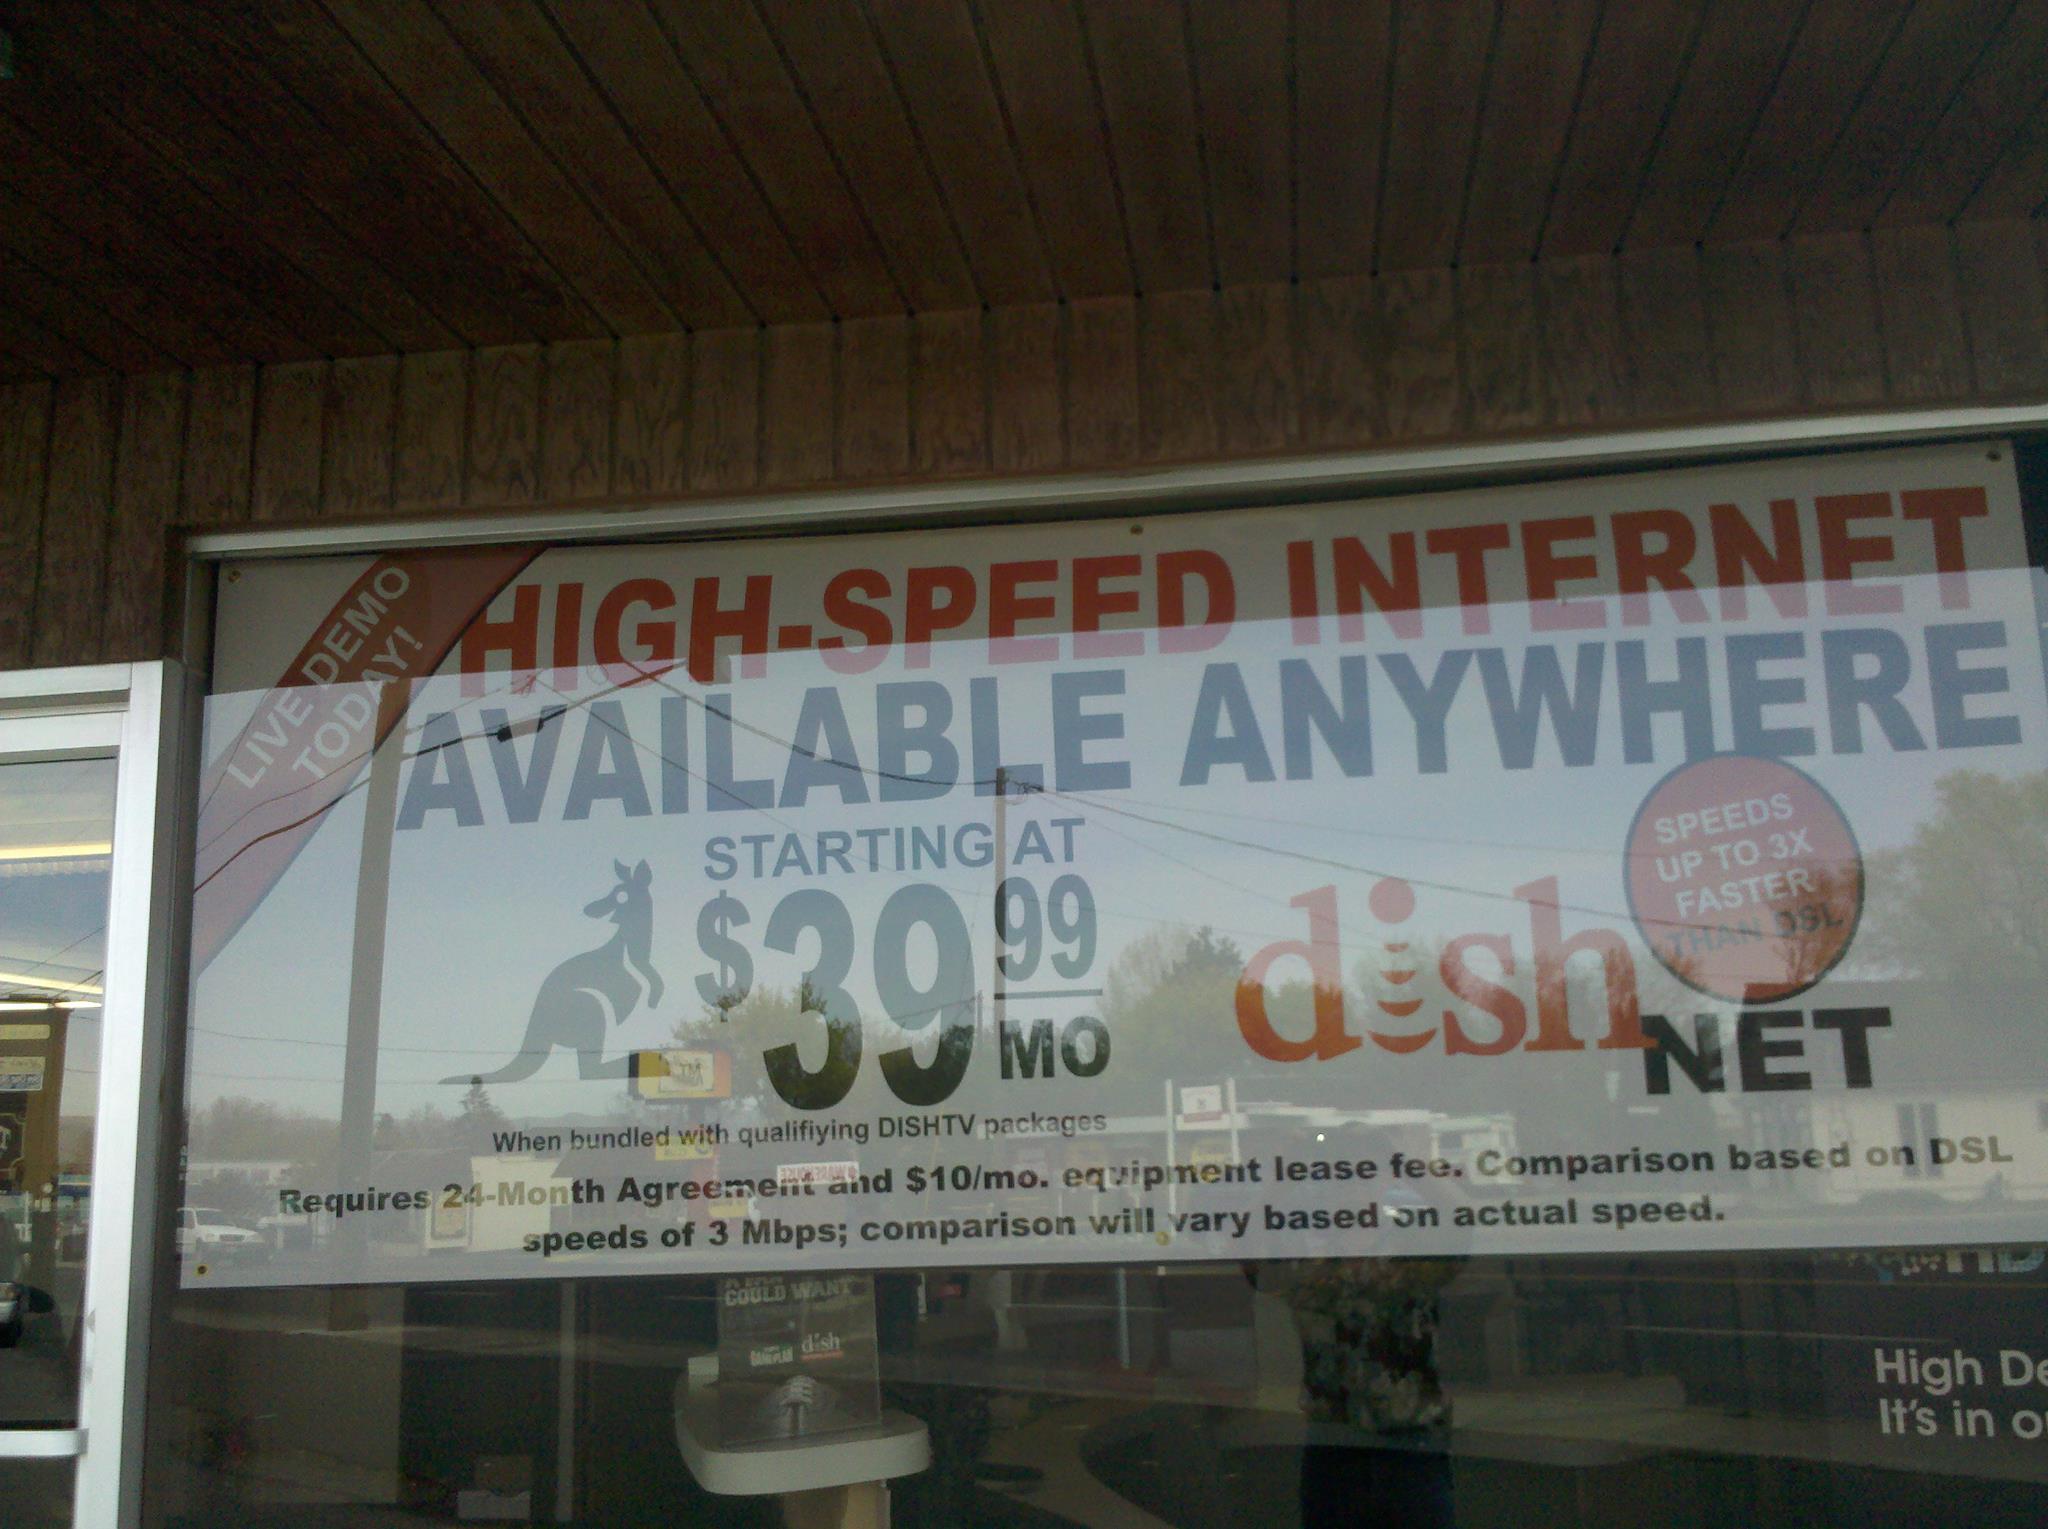 LIVE DEMO
TODAY!
HIGH-SPEED INTERNET
AVAILABLE ANYWHERE
STARTING AT
$39 99
MO
dish
NET
SPEEDS
UP TO 3X
FASTER
THAN DSL
When bundled with qualifiying DISHTV packages
Requires 24-Month Agreement and $10/mo. equipment lease fee. Comparison based on DSL
speeds of 3 Mbps; comparison will vary based on actual speed.
COULD WANT
dish
High De
It's in o